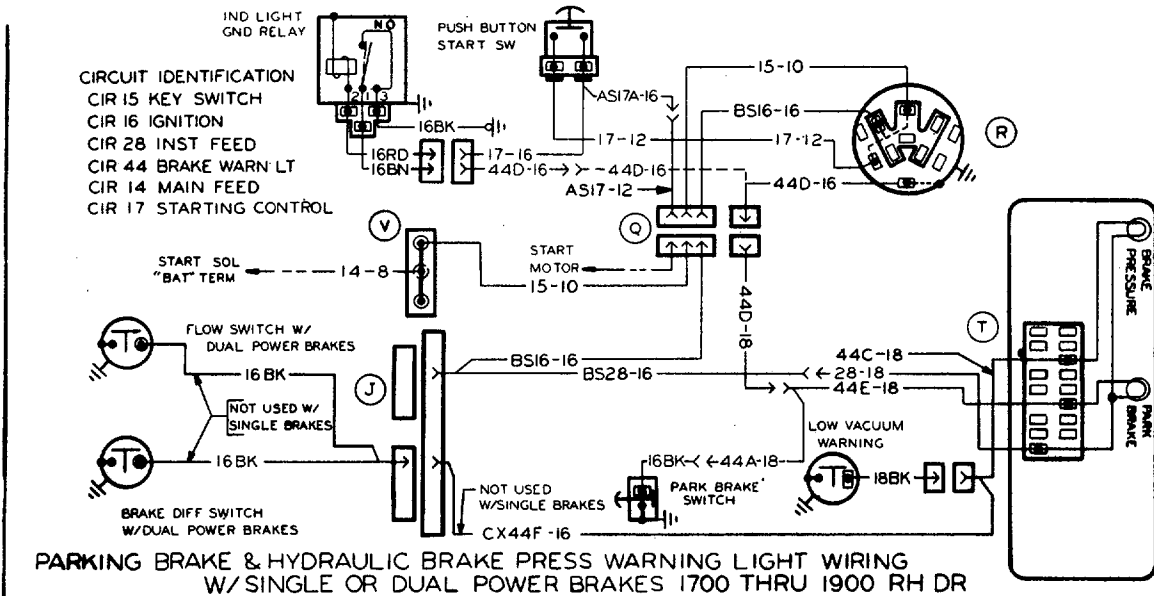 IND LIGHT
GND RELAY
NO
2 1 3
PUSH BUTTON
START SW
CIRCUIT IDENTIFICATION
CIR 15 KEY SWITCH
CIR 16 IGNITION
CIR 28 INST FEED
CIR 44 BRAKE WARN LT
CIR 14 MAIN FEED
CIR 17 STARTING CONTROL
15-10
AS17A-16
BS16-16
16BK
17-12
17-12
R
16RD
17-16
16BN
44D-16
44D-16
44D-16
AS17-12
V
Q
START SOL
"BAT" TERM
14-8
START
MOTOR
15-10
44D-18
BRAKE
PRESSURE
T
FLOW SWITCH W/
DUAL POWER BRAKES
T
16BK
J
BS16-16
BS28-16
44C-18
28-18
44E-18
NOT USED W/
SINGLE BRAKES
PARK
BRAKE
LOW VACUUM
WARNING
T
16BK
16BK
44A-18
T
18BK
NOT USED
W/SINGLE BRAKES
PARK BRAKE
SWITCH
BRAKE DIFF SWITCH
W/DUAL POWER BRAKES
CX44F-16
PARKING BRAKE & HYDRAULIC BRAKE PRESS WARNING LIGHT WIRING
W/ SINGLE OR DUAL POWER BRAKES 1700 THRU 1900 RH DR